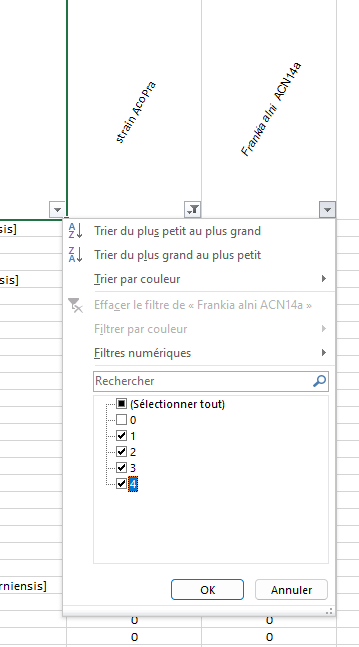 strain AcoPra
Frankia alni ACN14a
sis]
sis]
Trier du plus petit au plus grand
Trier du plus grand au plus petit
Trier par couleur
Effacer le filtre de « Frankia alni ACN14a »
Filtrer par couleur
Filtres numériques
Rechercher
(Sélectionner tout)
0
1
2
3
4
OK Annuler
rniensis]
0 0
0 0